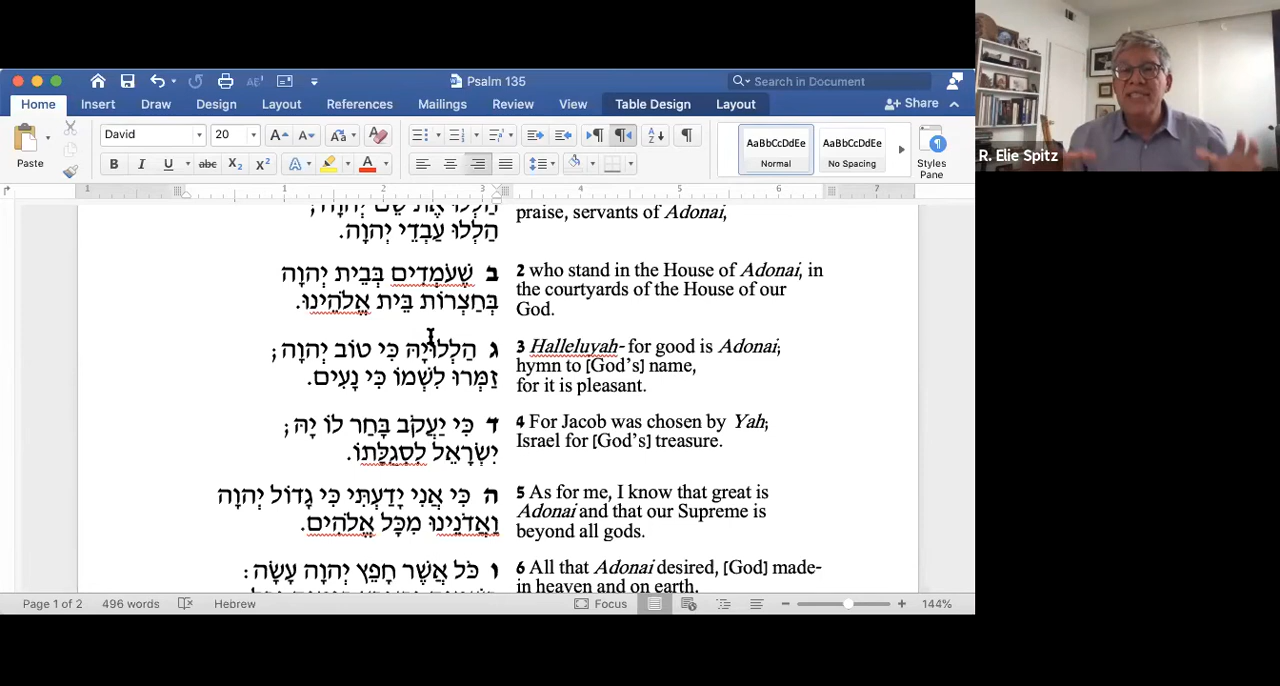 Psalm 135
Search in Document
Home Insert Draw Design Layout References Mailings Review View Table Design Layout Share
Paste
David 20
AaBbCcDdEe AaBbCcDdEe
Normal No Spacing Styles Pane
R. Elie Spitz
הַלְלוּ אֶת שֵׁם יְהוָה;
הַלְלוּ עַבְדֵי יְהוָה.
praise, servants of Adonai,
ב שֶׁעֹמְדִים בְּבֵית יְהוָה
בְּחַצְרוֹת בֵּית אֱלֹהֵינוּ.
2 who stand in the House of Adonai, in
the courtyards of the House of our
God.
ג הַלְלוּיָהּ כִּי טוֹב יְהוָה;
זַמְּרוּ לִשְׁמוֹ כִּי נָעִים.
3 Halleluyah- for good is Adonai;
hymn to [God’s] name,
for it is pleasant.
ד כִּי יַעֲקֹב בָּחַר לוֹ יָהּ;
יִשְׂרָאֵל לִסְגֻלָּתוֹ.
4 For Jacob was chosen by Yah;
Israel for [God’s] treasure.
ה כִּי אֲנִי יָדַעְתִּי כִּי גָדוֹל יְהוָה
וַאֲדֹנֵינוּ מִכָּל אֱלֹהִים.
5 As for me, I know that great is
Adonai and that our Supreme is
beyond all gods.
ו כֹּל אֲשֶׁר חָפֵץ יְהוָה עָשָׂה:
6 All that Adonai desired, [God] made-
in heaven and on earth.
Page 1 of 2 496 words Hebrew Focus 144%